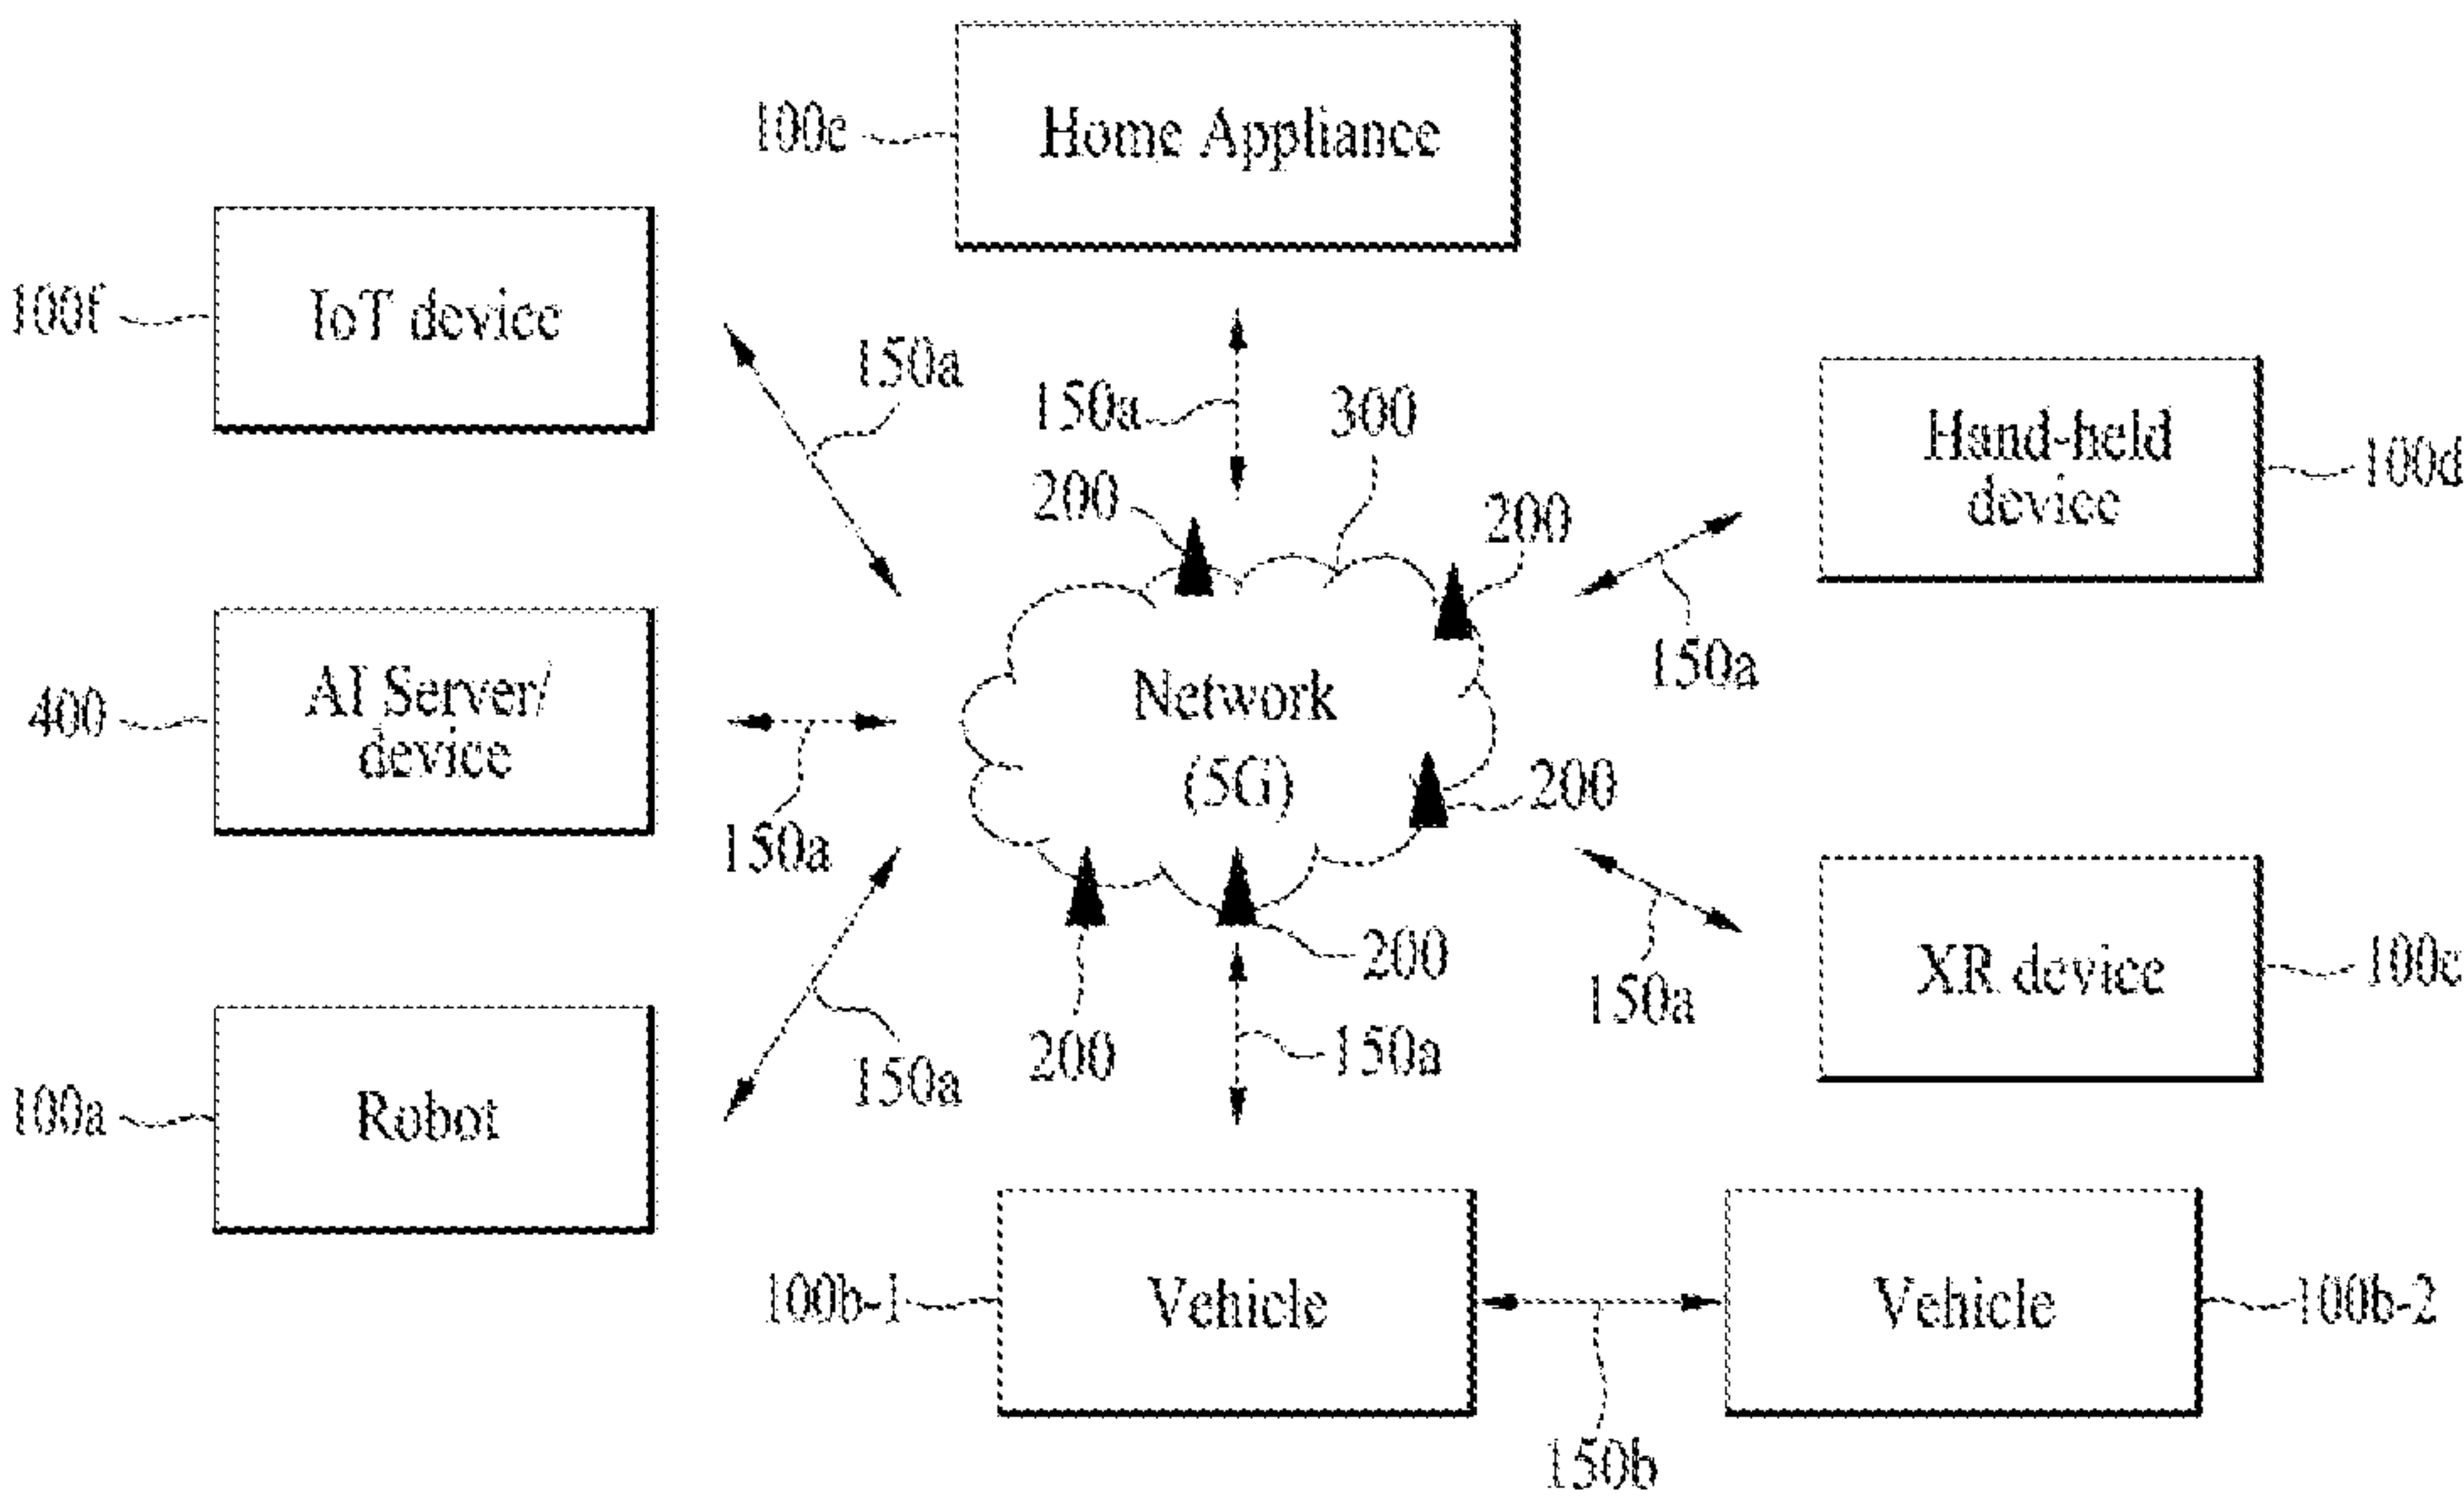 100e
Home Appliance
100f
IoT device
150a
150a
300
Hand-held
device
100d
200
200
150a
400
AI Server/
device
150a
Network
(5G)
200
XR device
100c
150a
200
200
150a
100a
Robot
150a
100b-1
Vehicle
Vehicle
100b-2
150b